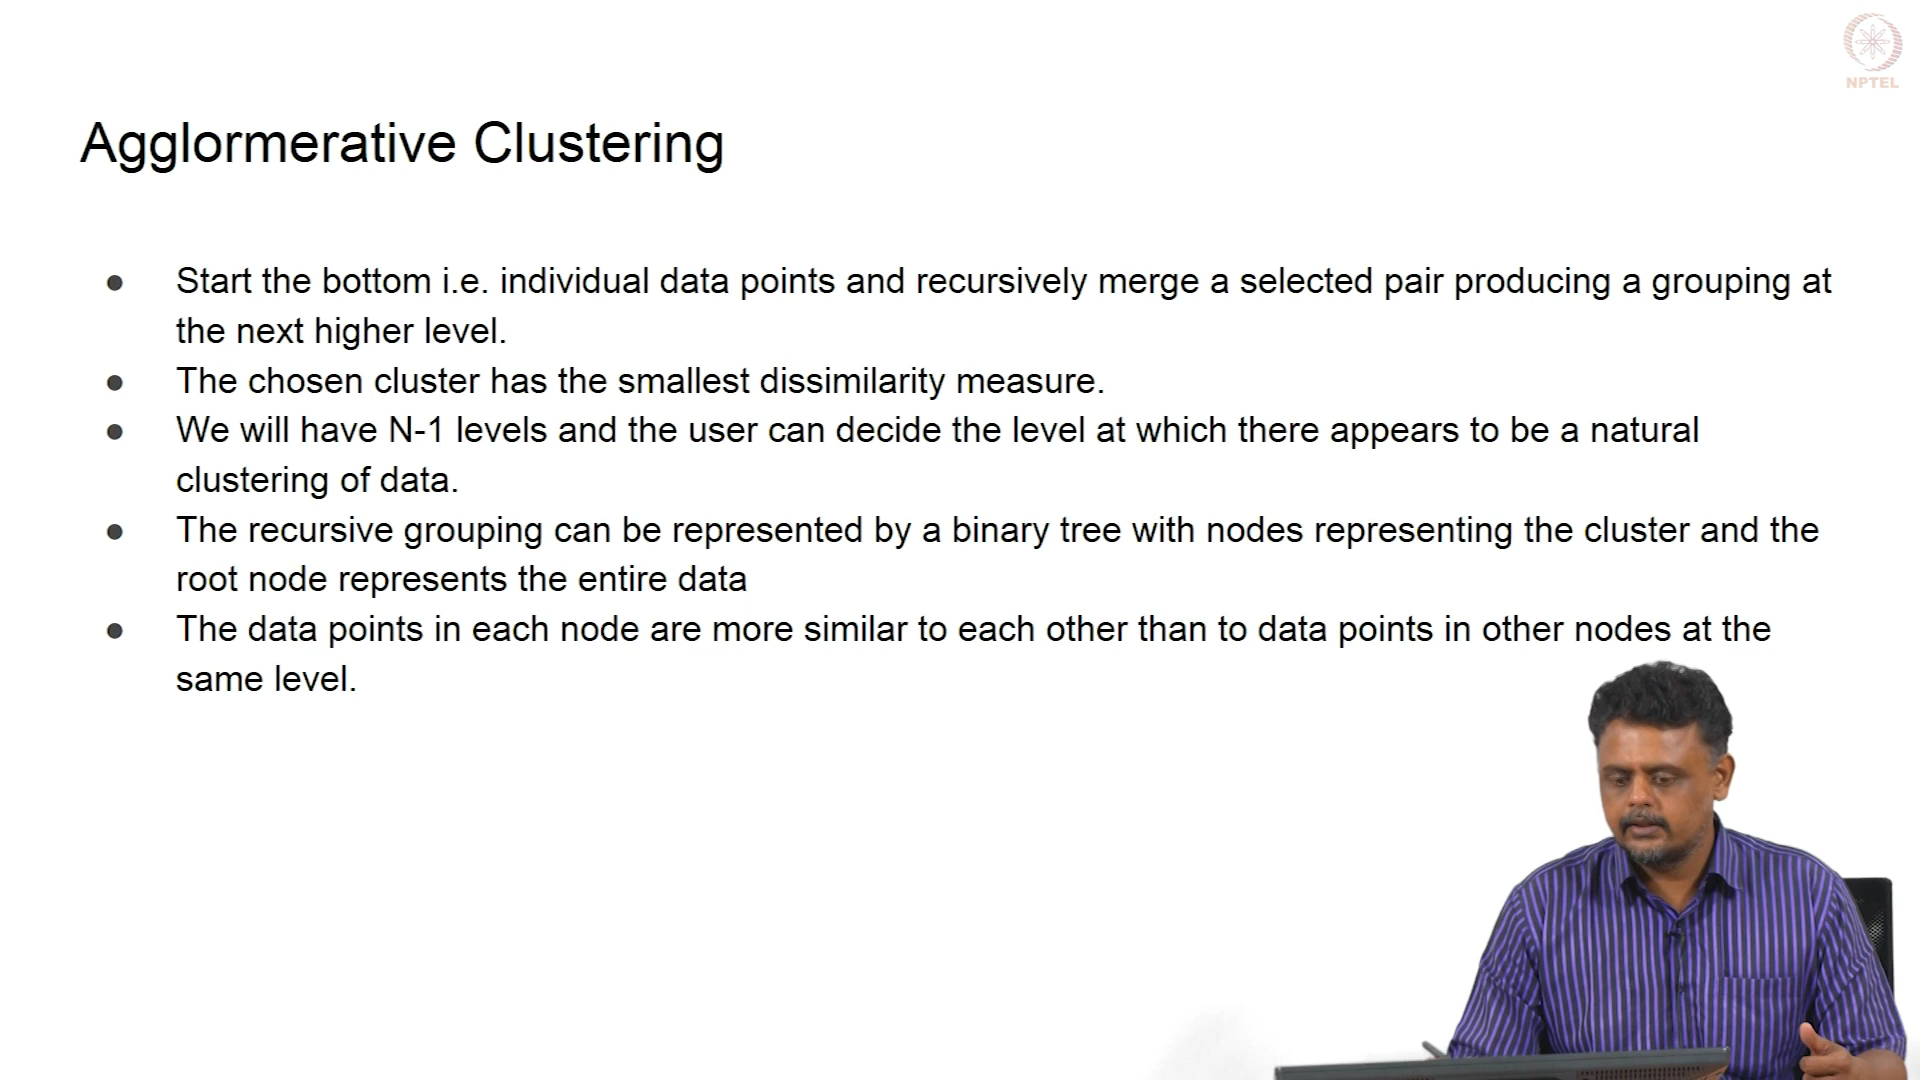 NPTEL
Agglormerative Clustering
● Start the bottom i.e. individual data points and recursively merge a selected pair producing a grouping at
the next higher level.
● The chosen cluster has the smallest dissimilarity measure.
● We will have N-1 levels and the user can decide the level at which there appears to be a natural
clustering of data.
● The recursive grouping can be represented by a binary tree with nodes representing the cluster and the
root node represents the entire data
● The data points in each node are more similar to each other than to data points in other nodes at the
same level.